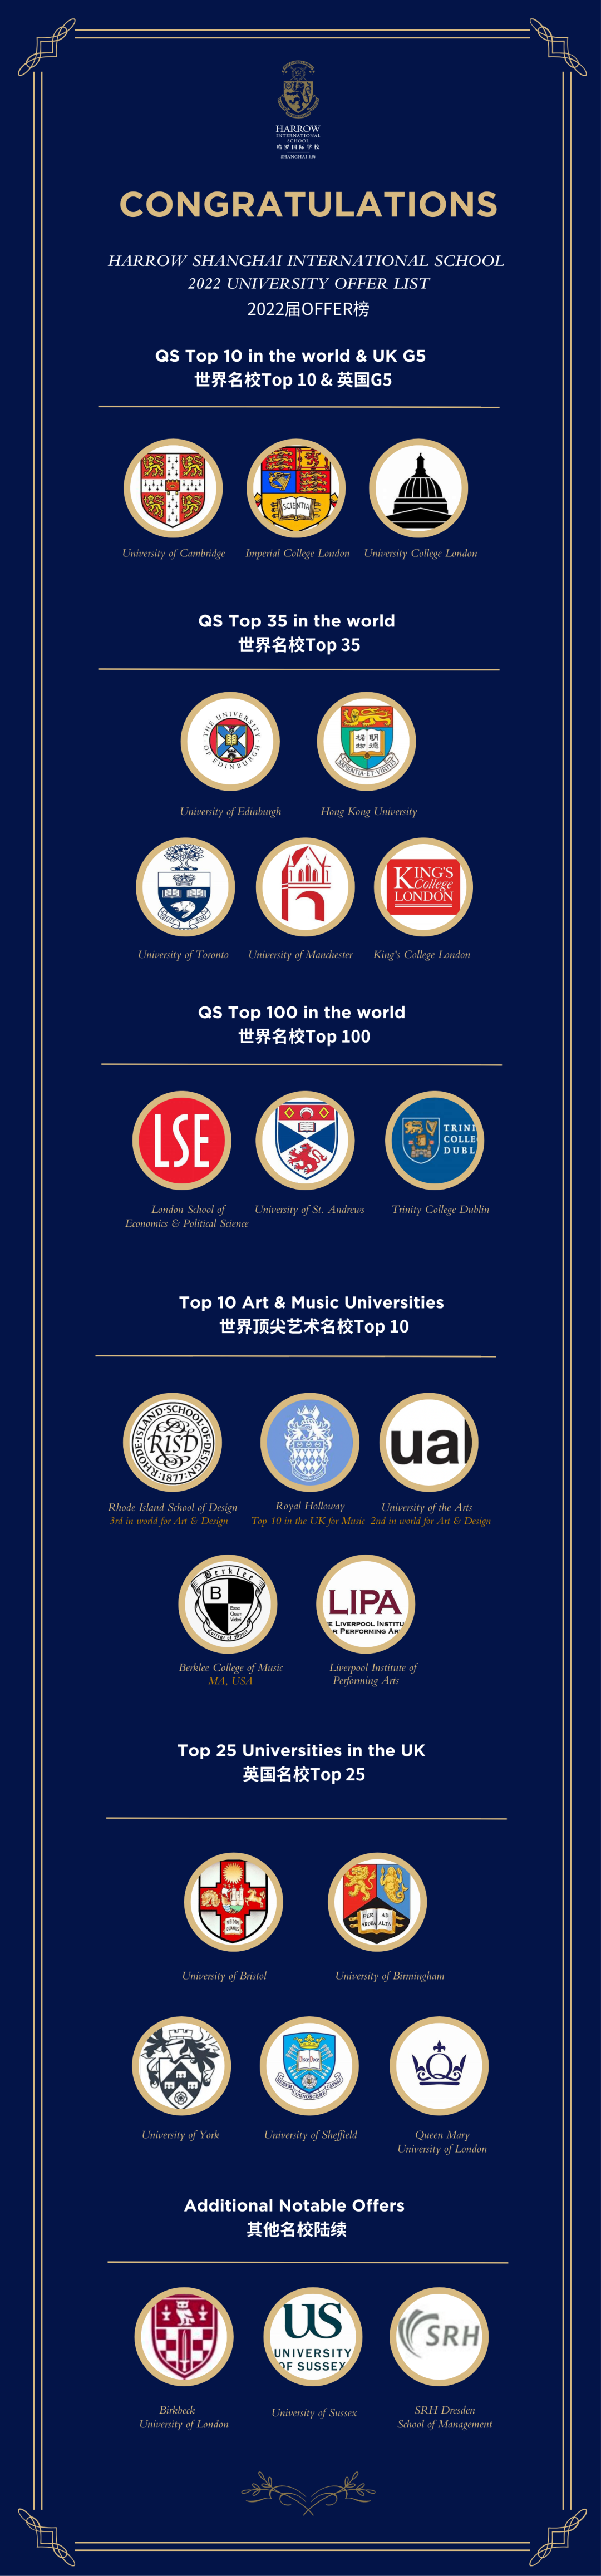 HARROW
INTERNATIONAL
SCHOOL
哈罗国际学校
SHANGHAI 上海
CONGRATULATIONS
HARROW SHANGHAI INTERNATIONAL SCHOOL
2022 UNIVERSITY OFFER LIST
2022届OFFER榜
QS Top 10 in the world & UK G5
世界名校Top 10 & 英国G5
SCIENTIA
University of Cambridge
Imperial College London
University College London
QS Top 35 in the world
世界名校Top 35
THE UNIVERSITY OF EDINBURGH
SAPIENTIA ET VIRTUS
University of Edinburgh
Hong Kong University
KING'S
College
LONDON
University of Toronto
University of Manchester
King's College London
QS Top 100 in the world
世界名校Top 100
LSE
TRINI
COLLE
DUBL
London School of
Economics & Political Science
University of St. Andrews
Trinity College Dublin
Top 10 Art & Music Universities
世界顶尖艺术名校Top 10
RHODE·ISLAND·SCHOOL·OF·DESIGN
RISD
·1877·
ual
Rhode Island School of Design
3rd in world for Art & Design
Royal Holloway
Top 10 in the UK for Music
University of the Arts
2nd in world for Art & Design
Berklee
B
Esse
Quam
Videri
College of Music
LIPA
E LIVERPOOL INSTITU
R PERFORMING AR
Berklee College of Music
MA, USA
Liverpool Institute of
Performing Arts
Top 25 Universities in the UK
英国名校Top 25
PER AD
ARDUA ALTA
University of Bristol
University of Birmingham
University of York
University of Sheffield
Queen Mary
University of London
Additional Notable Offers
其他名校陆续
US
UNIVERSITY
OF SUSSEX
SRH
Birkbeck
University of London
University of Sussex
SRH Dresden
School of Management